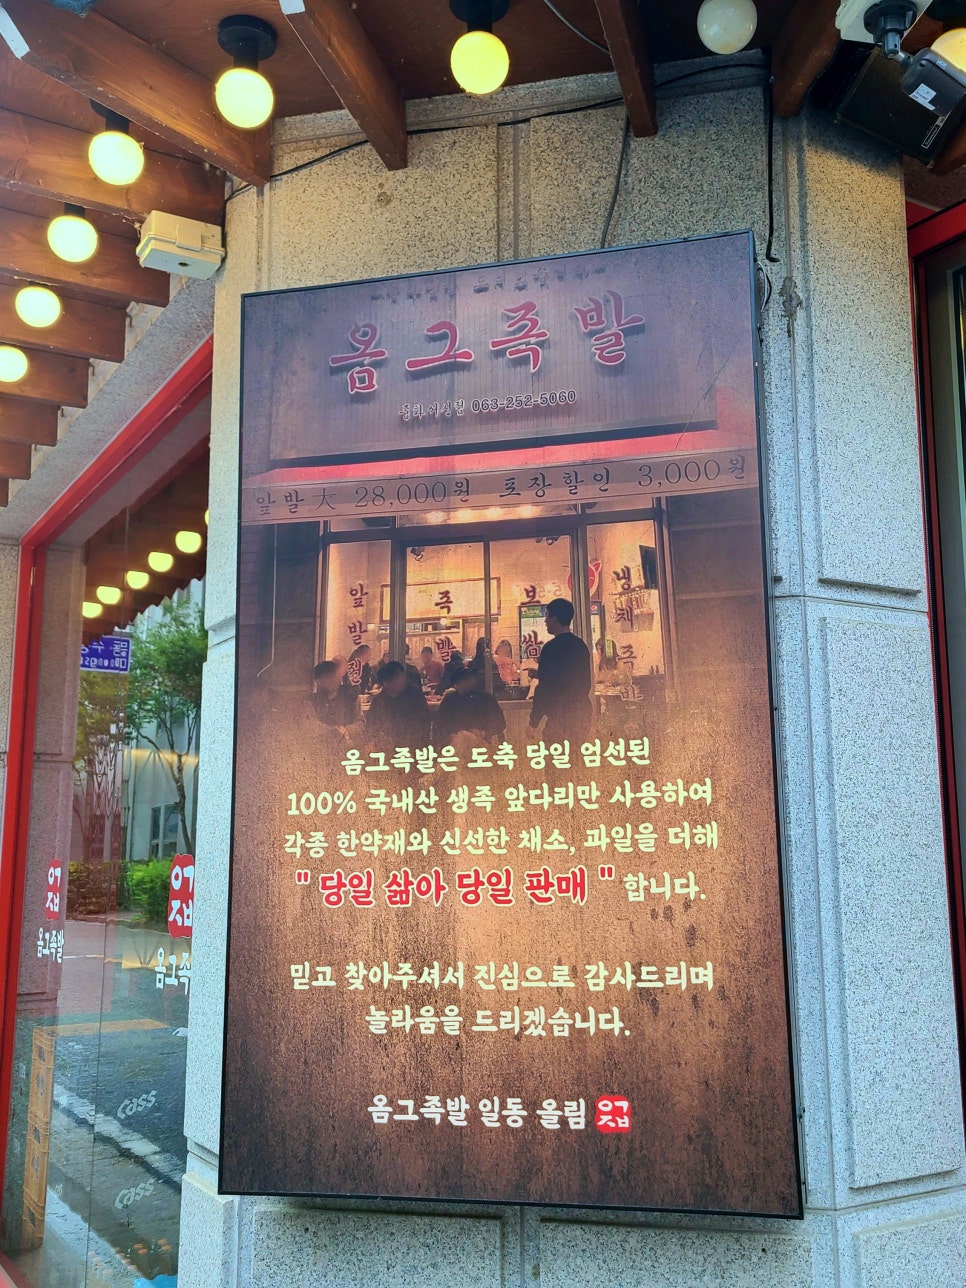 옴그족발
063-252-5060
앞발 大 28,000원 포장할인 3,000원
앞발전
족발
보쌈
냉채족발
옴그족발은 도축 당일 엄선된
100% 국내산 생족 앞다리만 사용하여
각종 한약재와 신선한 채소, 과일을 더해
" 당일 삶아 당일 판매 " 합니다.
믿고 찾아주셔서 진심으로 감사드리며
놀라움을 드리겠습니다.
옴그족발 일동 올림
옴그족발
옴그족
Cass
Cass